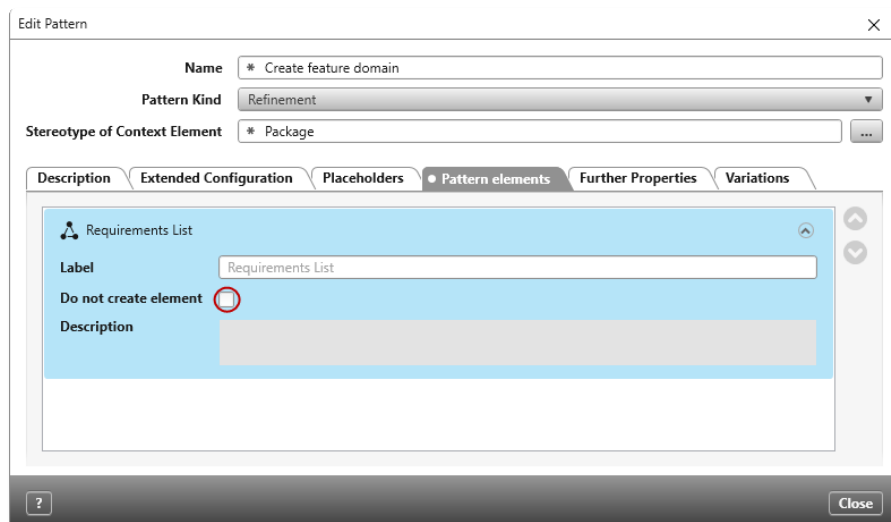 Edit Pattern
Name * Create feature domain
Pattern Kind Refinement
Stereotype of Context Element * Package ...
Description Extended Configuration Placeholders Pattern elements Further Properties Variations
Requirements List
Label Requirements List
Do not create element
Description
? Close